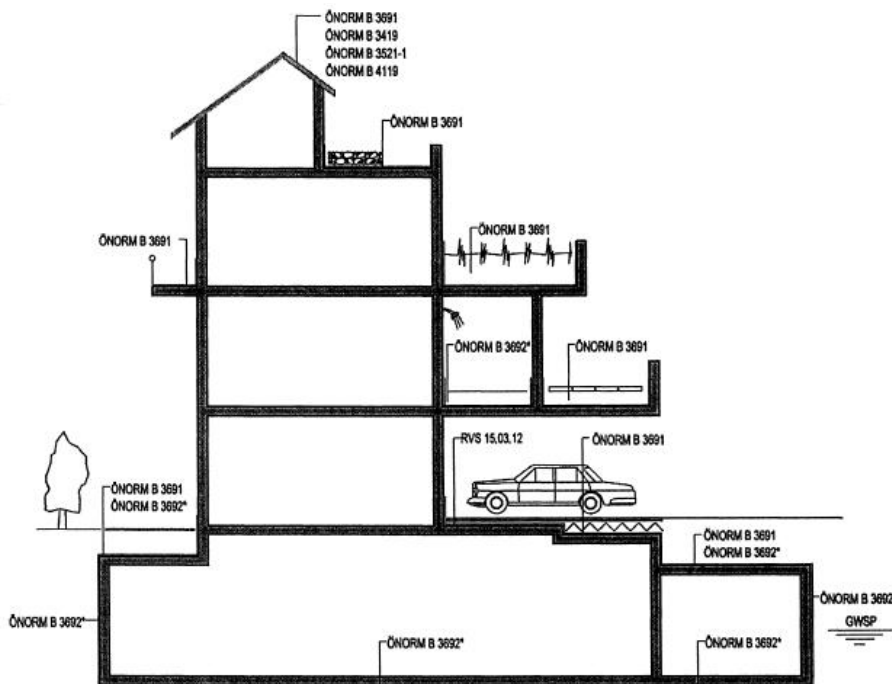 ÖNORM B 3691
ÖNORM B 3419
ÖNORM B 3521-1
ÖNORM B 4119
ÖNORM B 3691
ÖNORM B 3691
ÖNORM B 3691
ÖNORM B 3692*
ÖNORM B 3691
RVS 15.03.12
ÖNORM B 3691
ÖNORM B 3691
ÖNORM B 3692*
ÖNORM B 3691
ÖNORM B 3692*
ÖNORM B 3692
GWSP
ÖNORM B 3692*
ÖNORM B 3692*
ÖNORM B 3692*